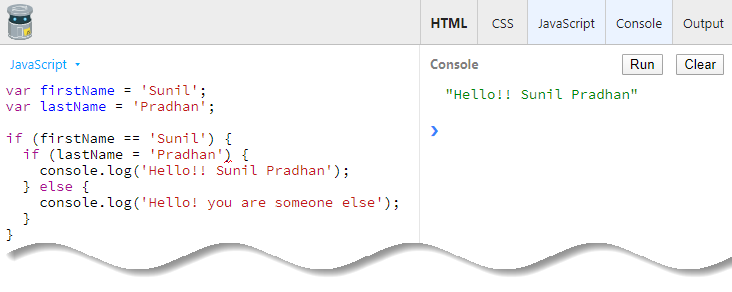 HTML CSS JavaScript Console Output
JavaScript
var firstName = 'Sunil';
var lastName = 'Pradhan';
if (firstName == 'Sunil') {
  if (lastName = 'Pradhan') {
    console.log('Hello!! Sunil Pradhan');
  } else {
    console.log('Hello! you are someone else');
  }
}
Console Run Clear
"Hello!! Sunil Pradhan"